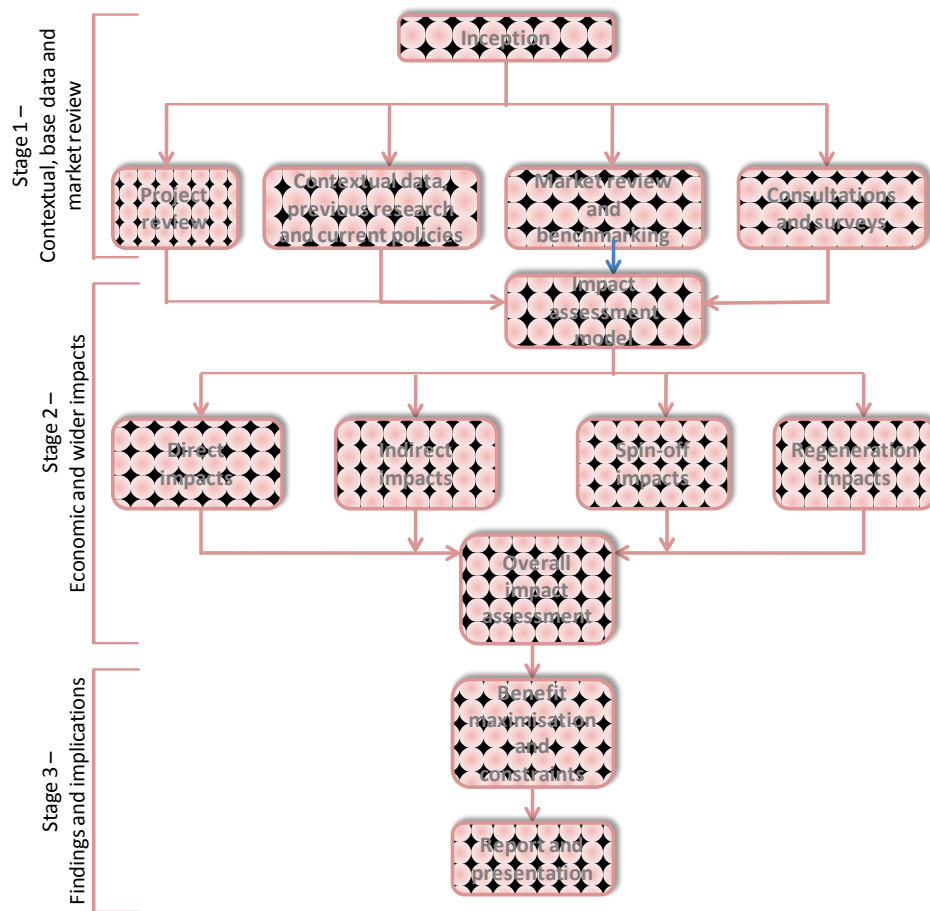 Stage 1 –
Contextual, base data and
market review
Inception
Project
review
Contextual data,
previous research
and current policies
Market review
and
benchmarking
Consultations
and surveys
Stage 2 –
Economic and wider impacts
Impact
assessment
model
Direct
impacts
Indirect
impacts
Spin-off
impacts
Regeneration
impacts
Overall
impact
assessment
Stage 3 –
Findings and implications
Benefit
maximisation
and
constraints
Report and
presentation